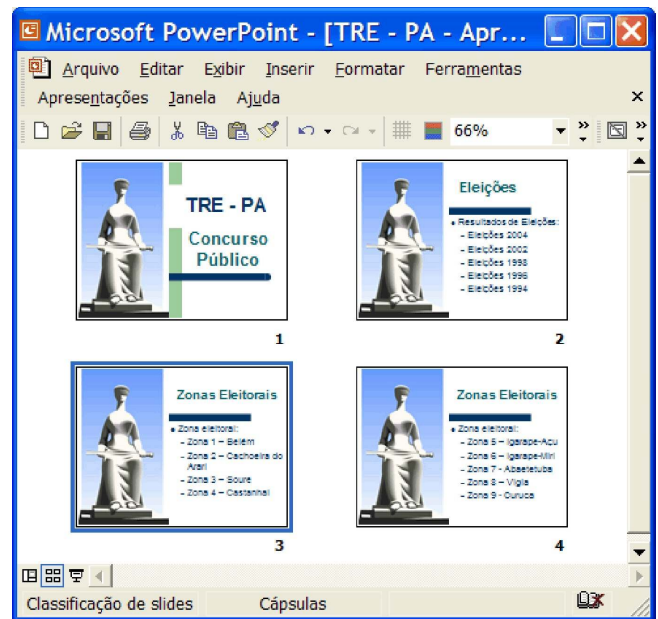 Microsoft PowerPoint - [TRE - PA - Apr...
Arquivo Editar Exibir Inserir Formatar Ferramentas
Apresentações Janela Ajuda
66%
TRE - PA
Concurso
Público
1
Eleições
Resultados de Eleições:
- Eleições 2004
- Eleições 2002
- Eleições 1998
- Eleições 1996
- Eleições 1994
2
Zonas Eleitorais
Zona eleitoral:
- Zona 1 – Belém
- Zona 2 – Cachoeira do
Arari
- Zona 3 – Soure
- Zona 4 – Castanhal
3
Zonas Eleitorais
Zona eleitoral:
- Zona 5 – Igarape-Açu
- Zona 6 – Igarape-Miri
- Zona 7 - Abaetetuba
- Zona 8 – Vigia
- Zona 9 - Curuca
4
Classificação de slides Cápsulas